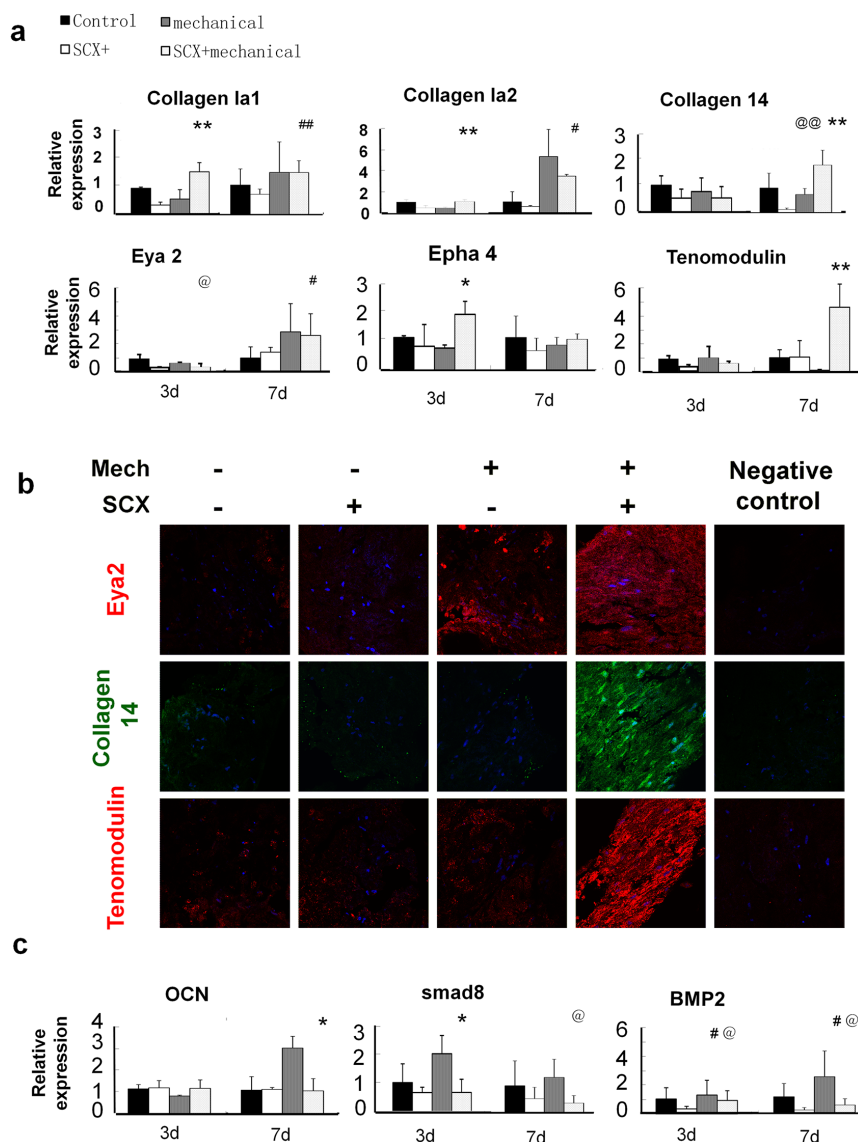 a
Control mechanical
SCX+ SCX+mechanical
Collagen Ia1
Relative expression
3
2
1
0
**
##
Collagen Ia2
8
6
4
2
0
**
#
Collagen 14
3
2
1
0
@@ **
Eya 2
Relative expression
6
4
2
0
@
#
3d 7d
Epha 4
3
2
1
0
*
3d 7d
Tenomodulin
6
4
2
0
**
3d 7d
b
Mech - - + + Negative control
SCX - + - +
Eya2
Collagen 14
Tenomodulin
c
OCN
Relative expression
4
3
2
1
0
*
3d 7d
smad8
3
2
1
0
*
@
3d 7d
BMP2
6
4
2
0
# @
# @
3d 7d